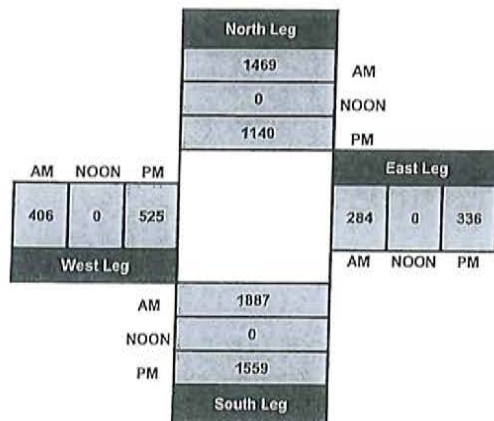 North Leg
1469 AM
0 NOON
1140 PM
AM NOON PM
East Leg
406 0 525
284 0 336
West Leg
AM NOON PM
AM 1887
NOON 0
PM 1559
South Leg